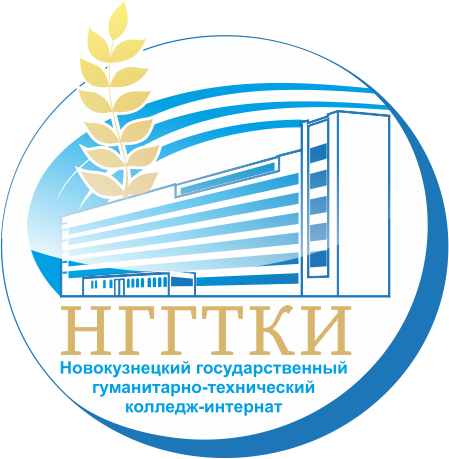 НГГТКИ
Новокузнецкий государственный
гуманитарно-технический
колледж-интернат